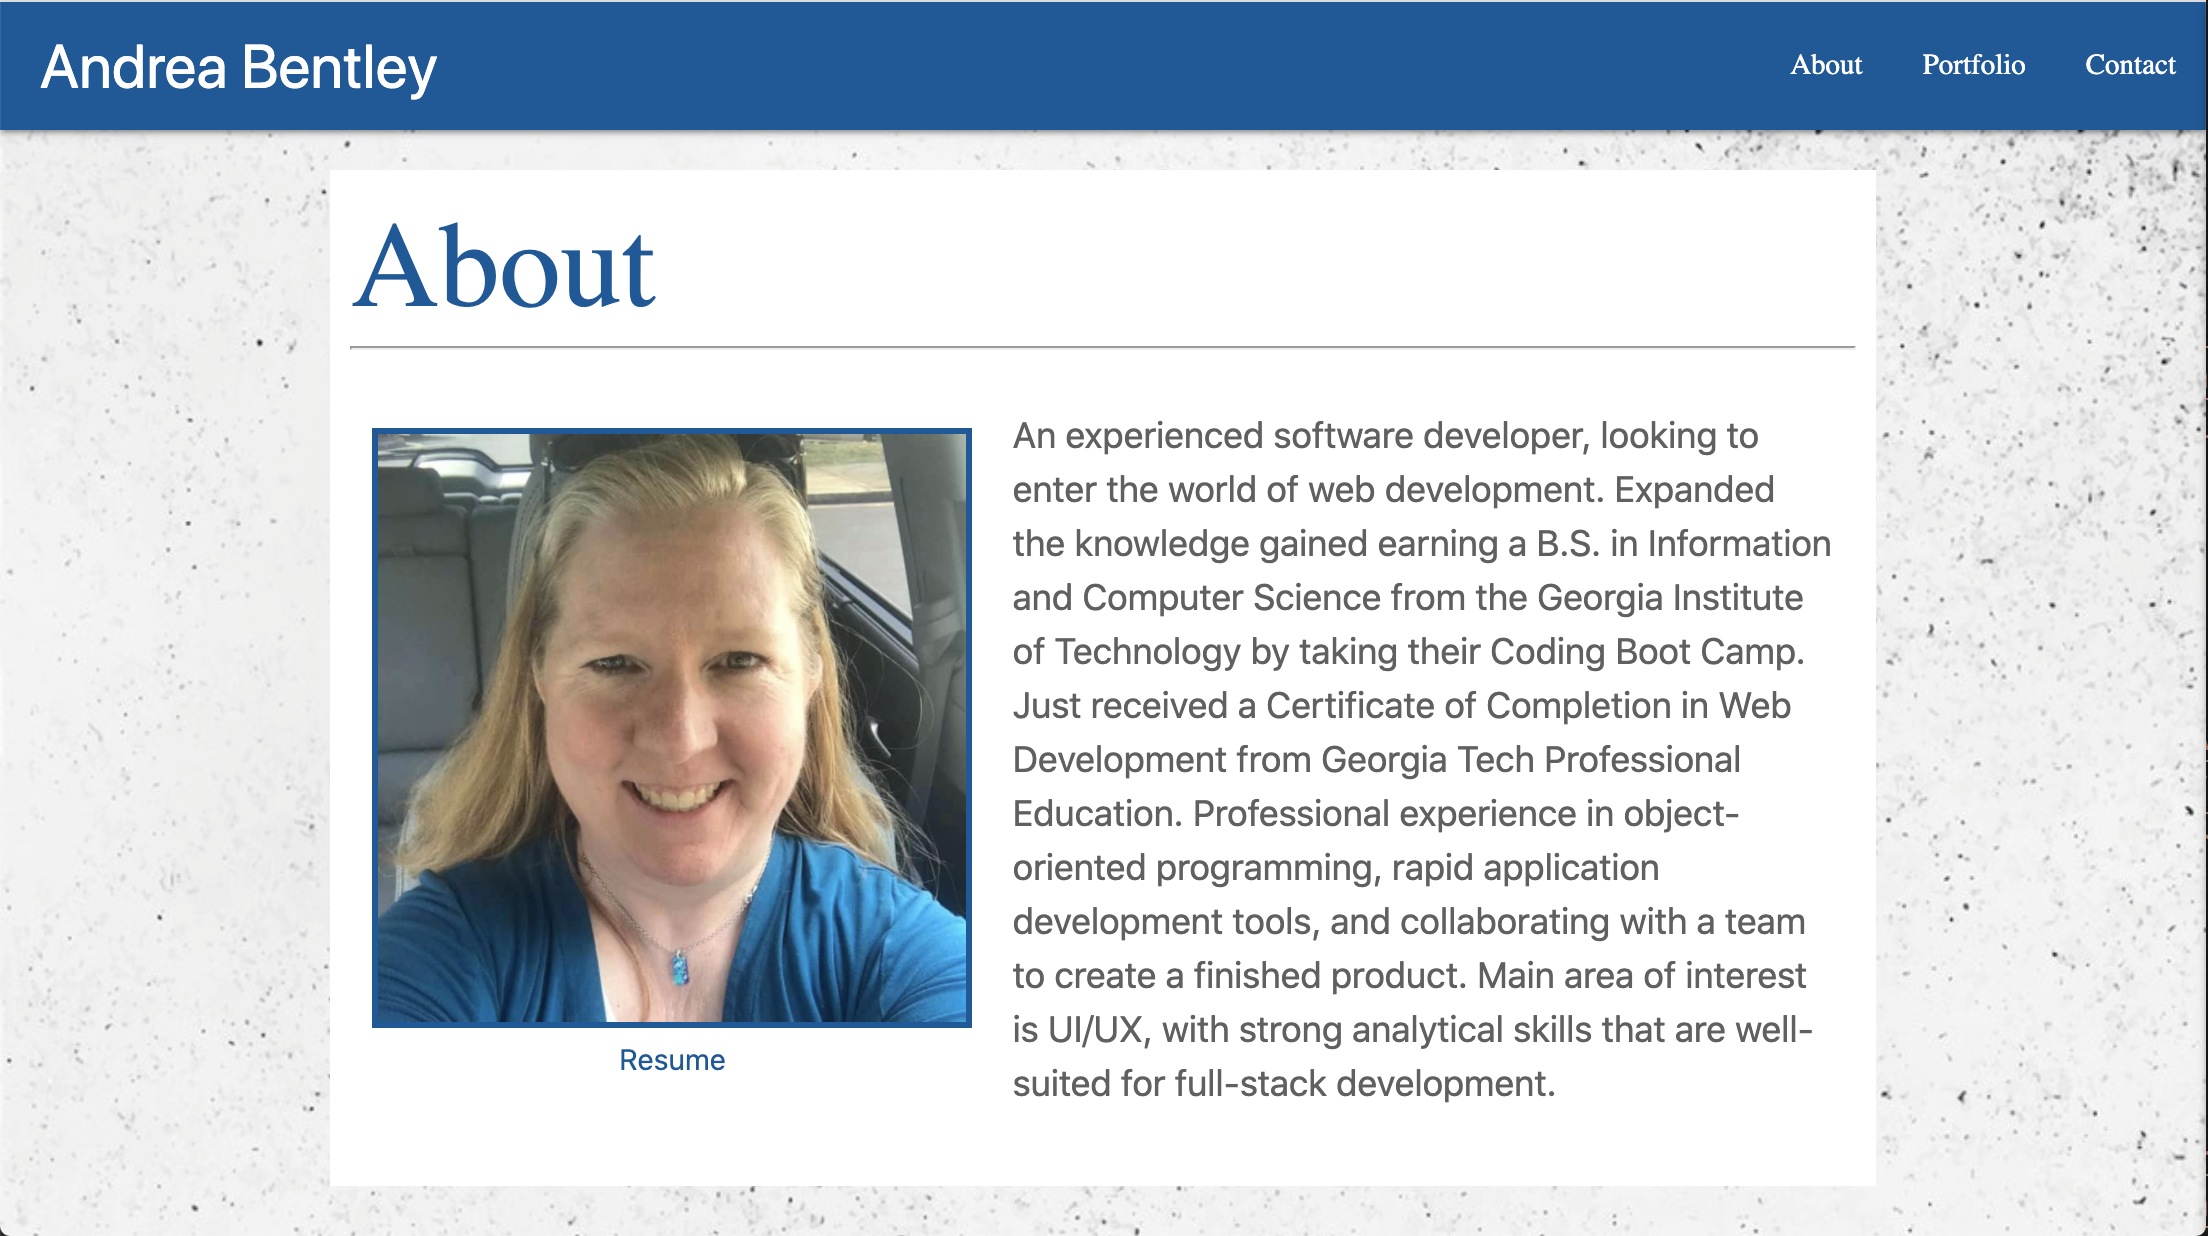 Andrea Bentley
About Portfolio Contact
About
An experienced software developer, looking to
enter the world of web development. Expanded
the knowledge gained earning a B.S. in Information
and Computer Science from the Georgia Institute
of Technology by taking their Coding Boot Camp.
Just received a Certificate of Completion in Web
Development from Georgia Tech Professional
Education. Professional experience in object-
oriented programming, rapid application
development tools, and collaborating with a team
to create a finished product. Main area of interest
is UI/UX, with strong analytical skills that are well-
suited for full-stack development.
Resume